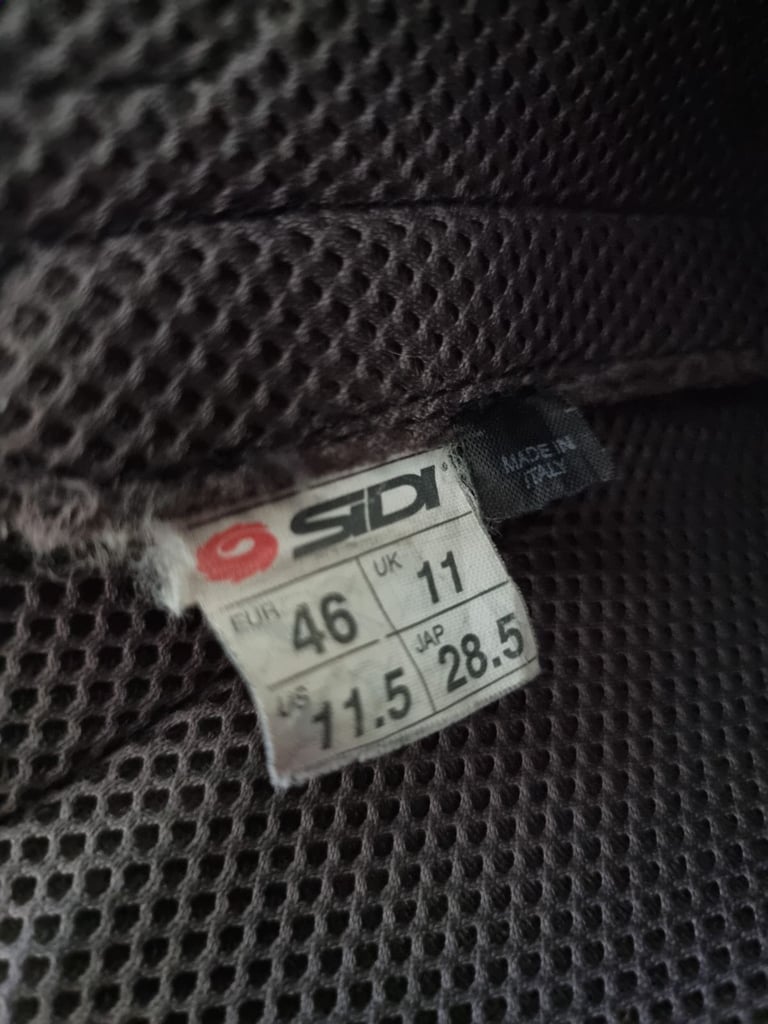 SIDI
EUR 46 UK 11
US 11.5 JAP 28.5
MADE IN
ITALY